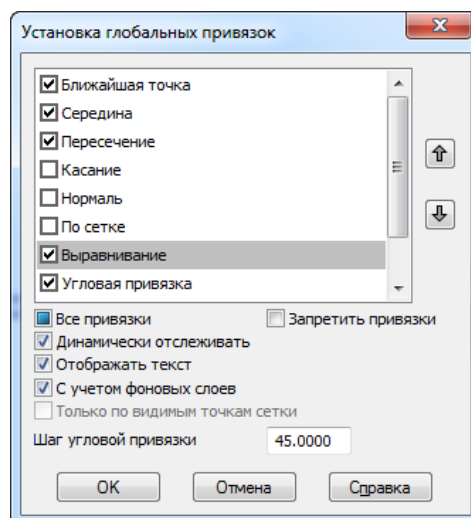 Установка глобальных привязок
Ближайшая точка
Середина
Пересечение
Касание
Нормаль
По сетке
Выравнивание
Угловая привязка
Все привязки Запретить привязки
Динамически отслеживать
Отображать текст
С учетом фоновых слоев
Только по видимым точкам сетки
Шаг угловой привязки 45.0000
OK Отмена Справка